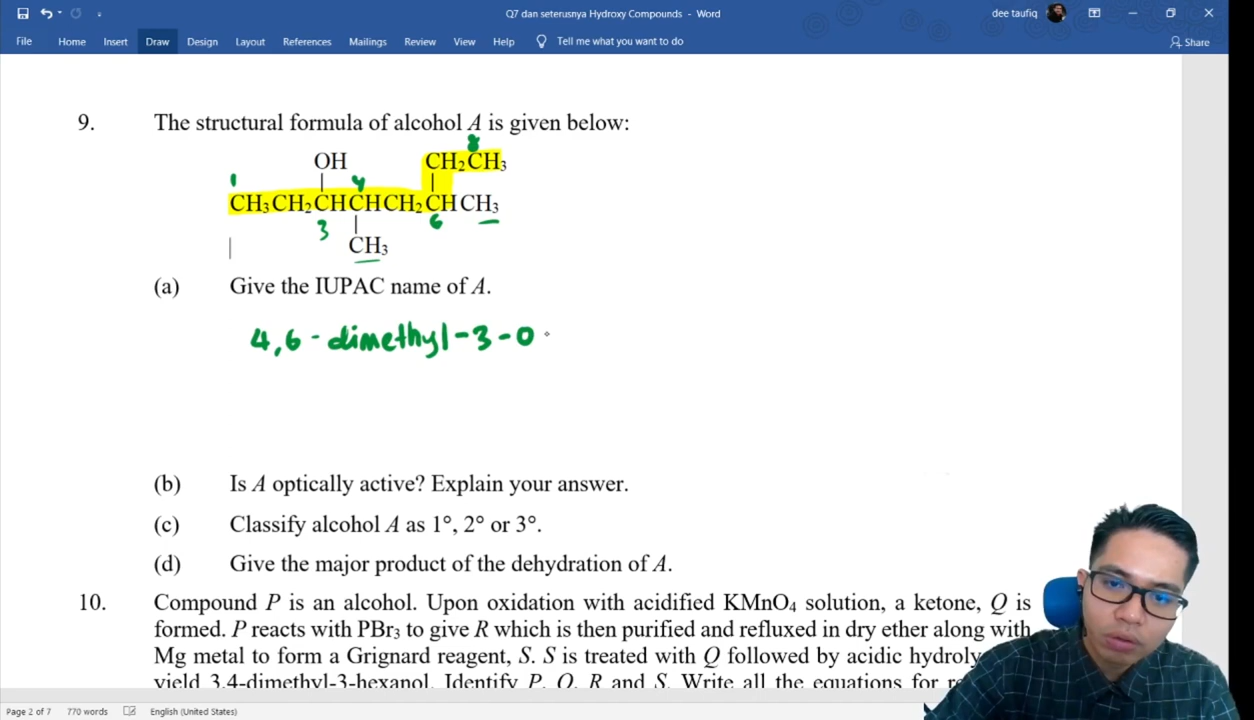 Q7 dan seterusnya Hydroxy Compounds - Word
dee taufiq
File Home Insert Draw Design Layout References Mailings Review View Help Tell me what you want to do
Share
9. The structural formula of alcohol A is given below:
8
OH CH₂CH₃
1 4
CH₃CH₂CHCHCH₂CHCH₃
3 6
CH₃
(a) Give the IUPAC name of A.
4,6-dimethyl-3-o
(b) Is A optically active? Explain your answer.
(c) Classify alcohol A as 1°, 2° or 3°.
(d) Give the major product of the dehydration of A.
10. Compound P is an alcohol. Upon oxidation with acidified KMnO₄ solution, a ketone, Q is
formed. P reacts with PBr₃ to give R which is then purified and refluxed in dry ether along with
Mg metal to form a Grignard reagent, S. S is treated with Q followed by acidic hydroly
yield 3,4-dimethyl-3-hexanol. Identify P, Q, R and S. Write all the equations for
Page 2 of 7 770 words English (United States)